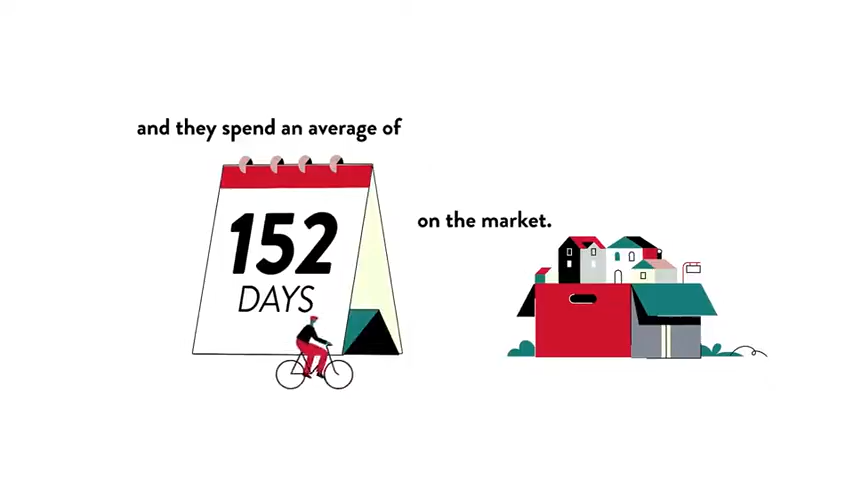 and they spend an average of
152
DAYS
on the market.